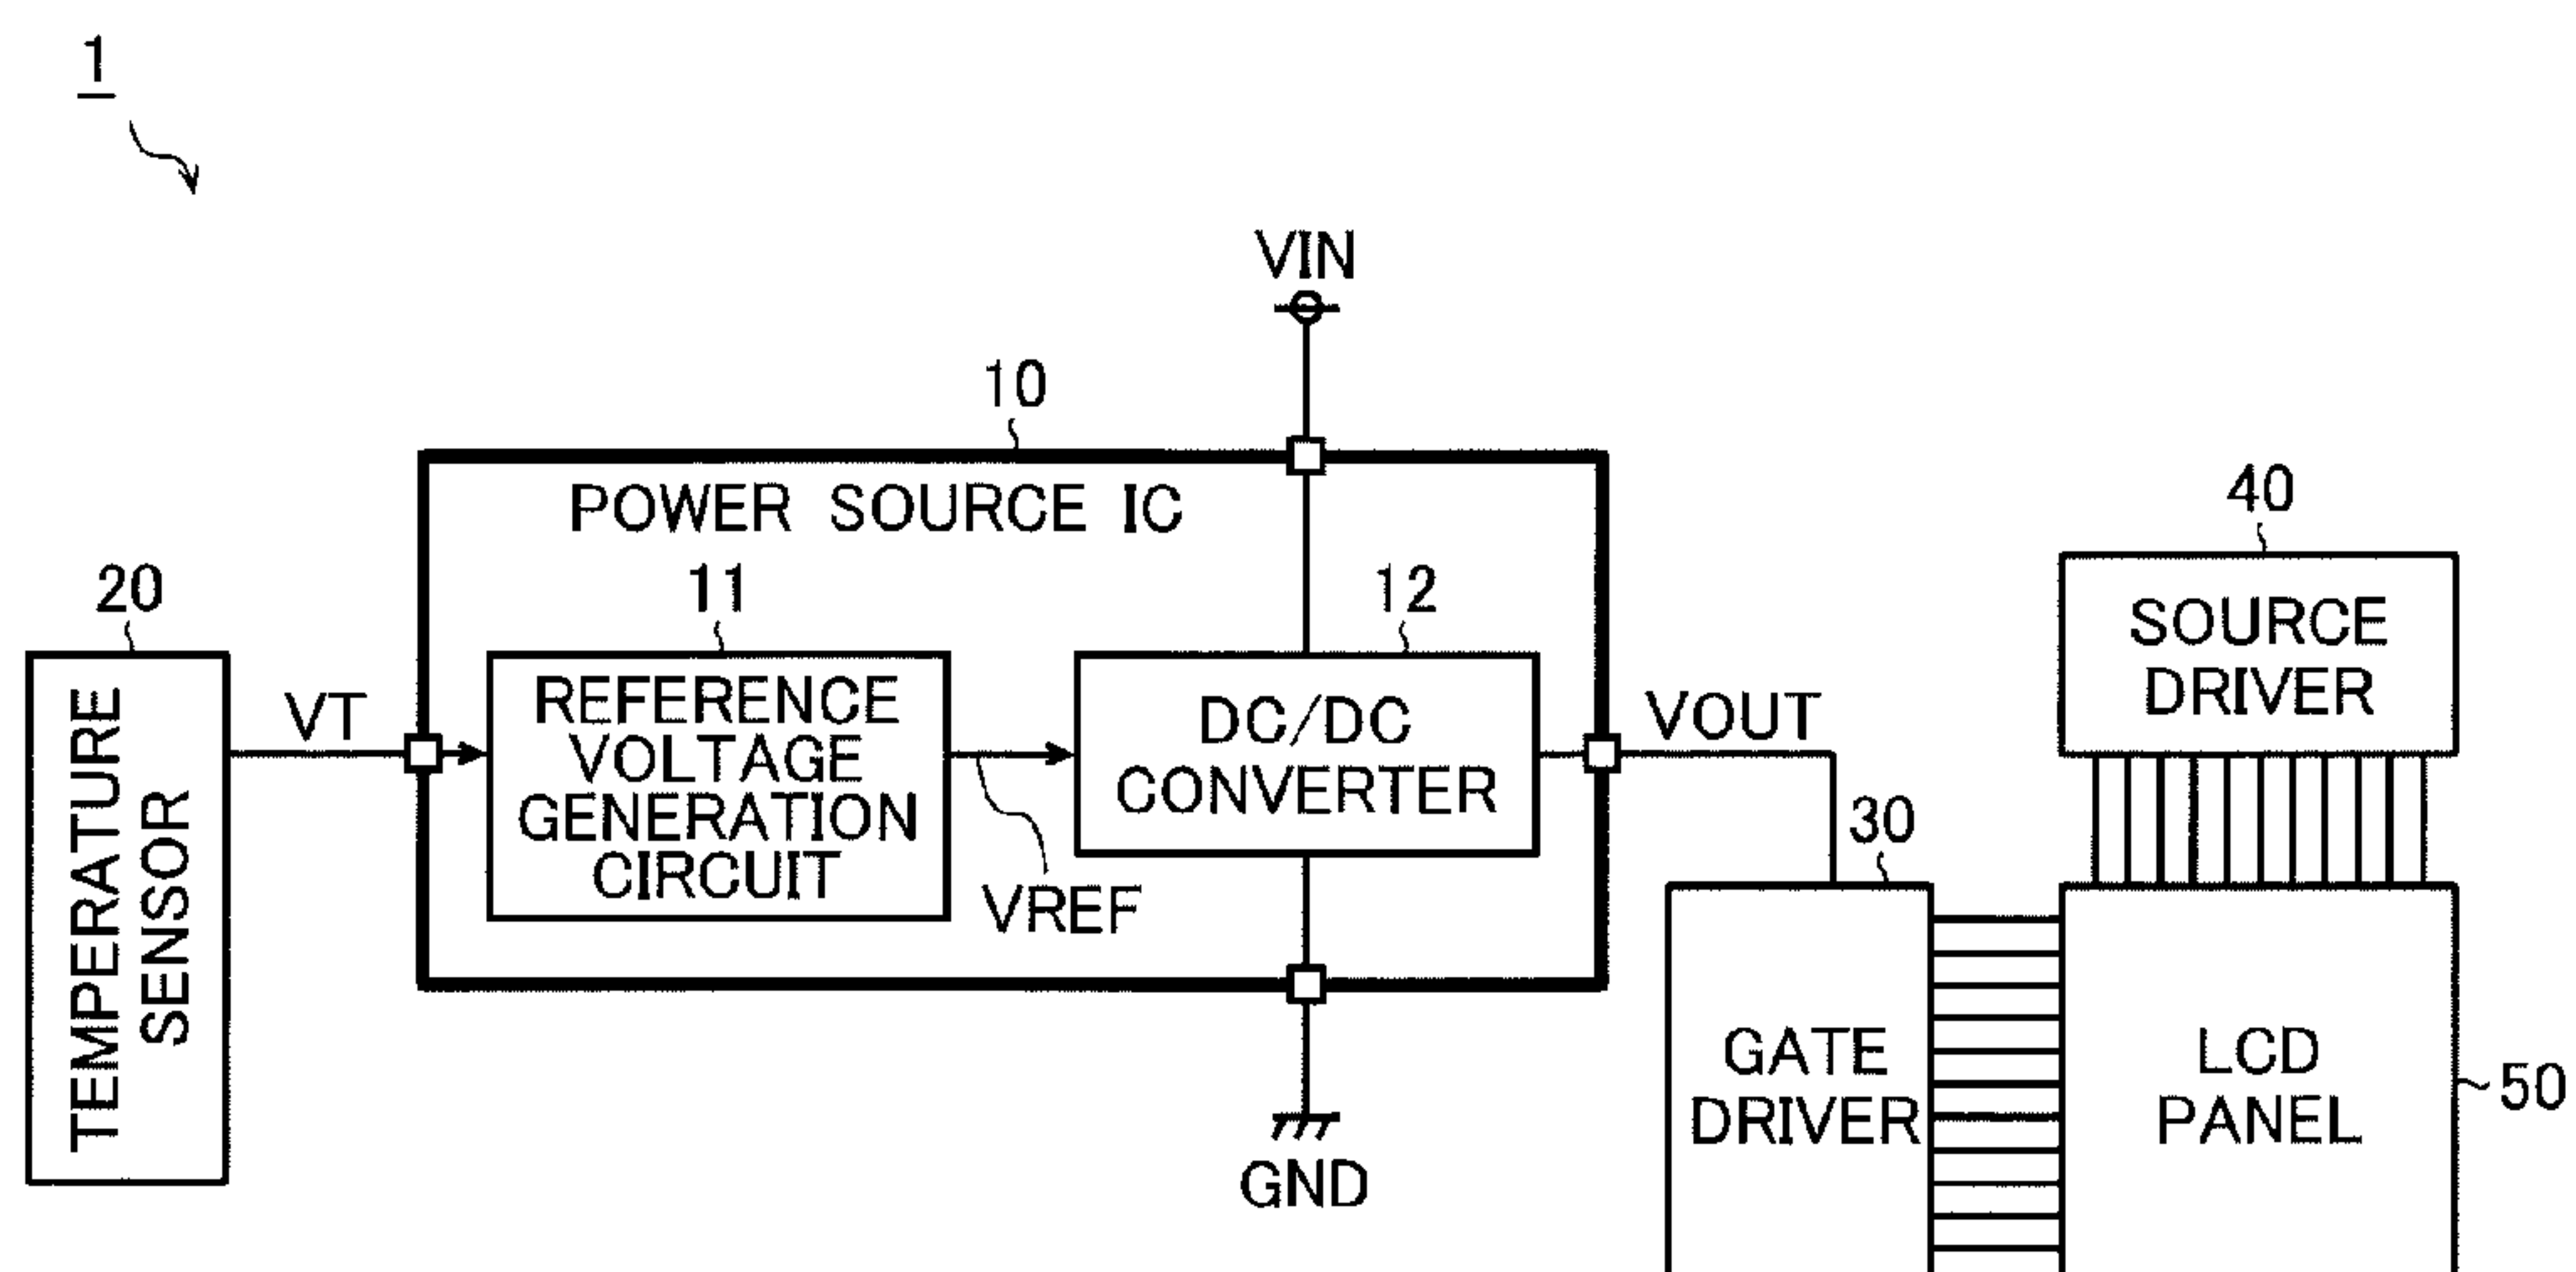 1
VIN
10
POWER SOURCE IC
20
11
12
40
TEMPERATURE
SENSOR
VT
REFERENCE
VOLTAGE
GENERATION
CIRCUIT
VREF
DC/DC
CONVERTER
VOUT
SOURCE
DRIVER
30
GATE
DRIVER
LCD
PANEL
50
GND